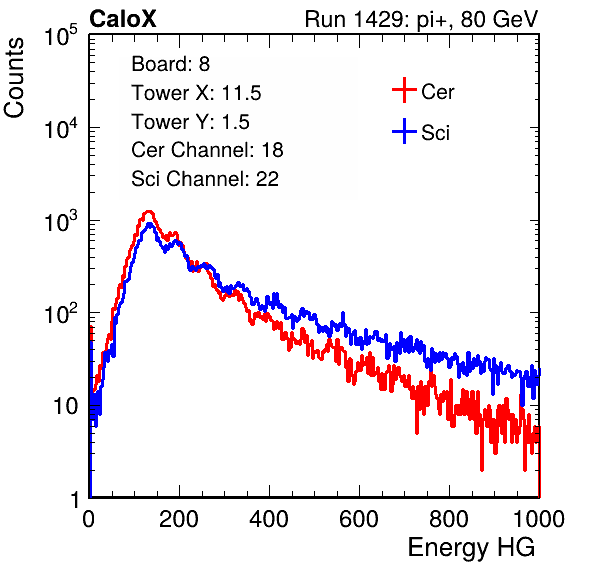 CaloX
Run 1429: pi+, 80 GeV
Counts
10^5
10^4
10^3
10^2
10
1
Board: 8
Tower X: 11.5
Tower Y: 1.5
Cer Channel: 18
Sci Channel: 22
Cer
Sci
0 200 400 600 800 1000
Energy HG